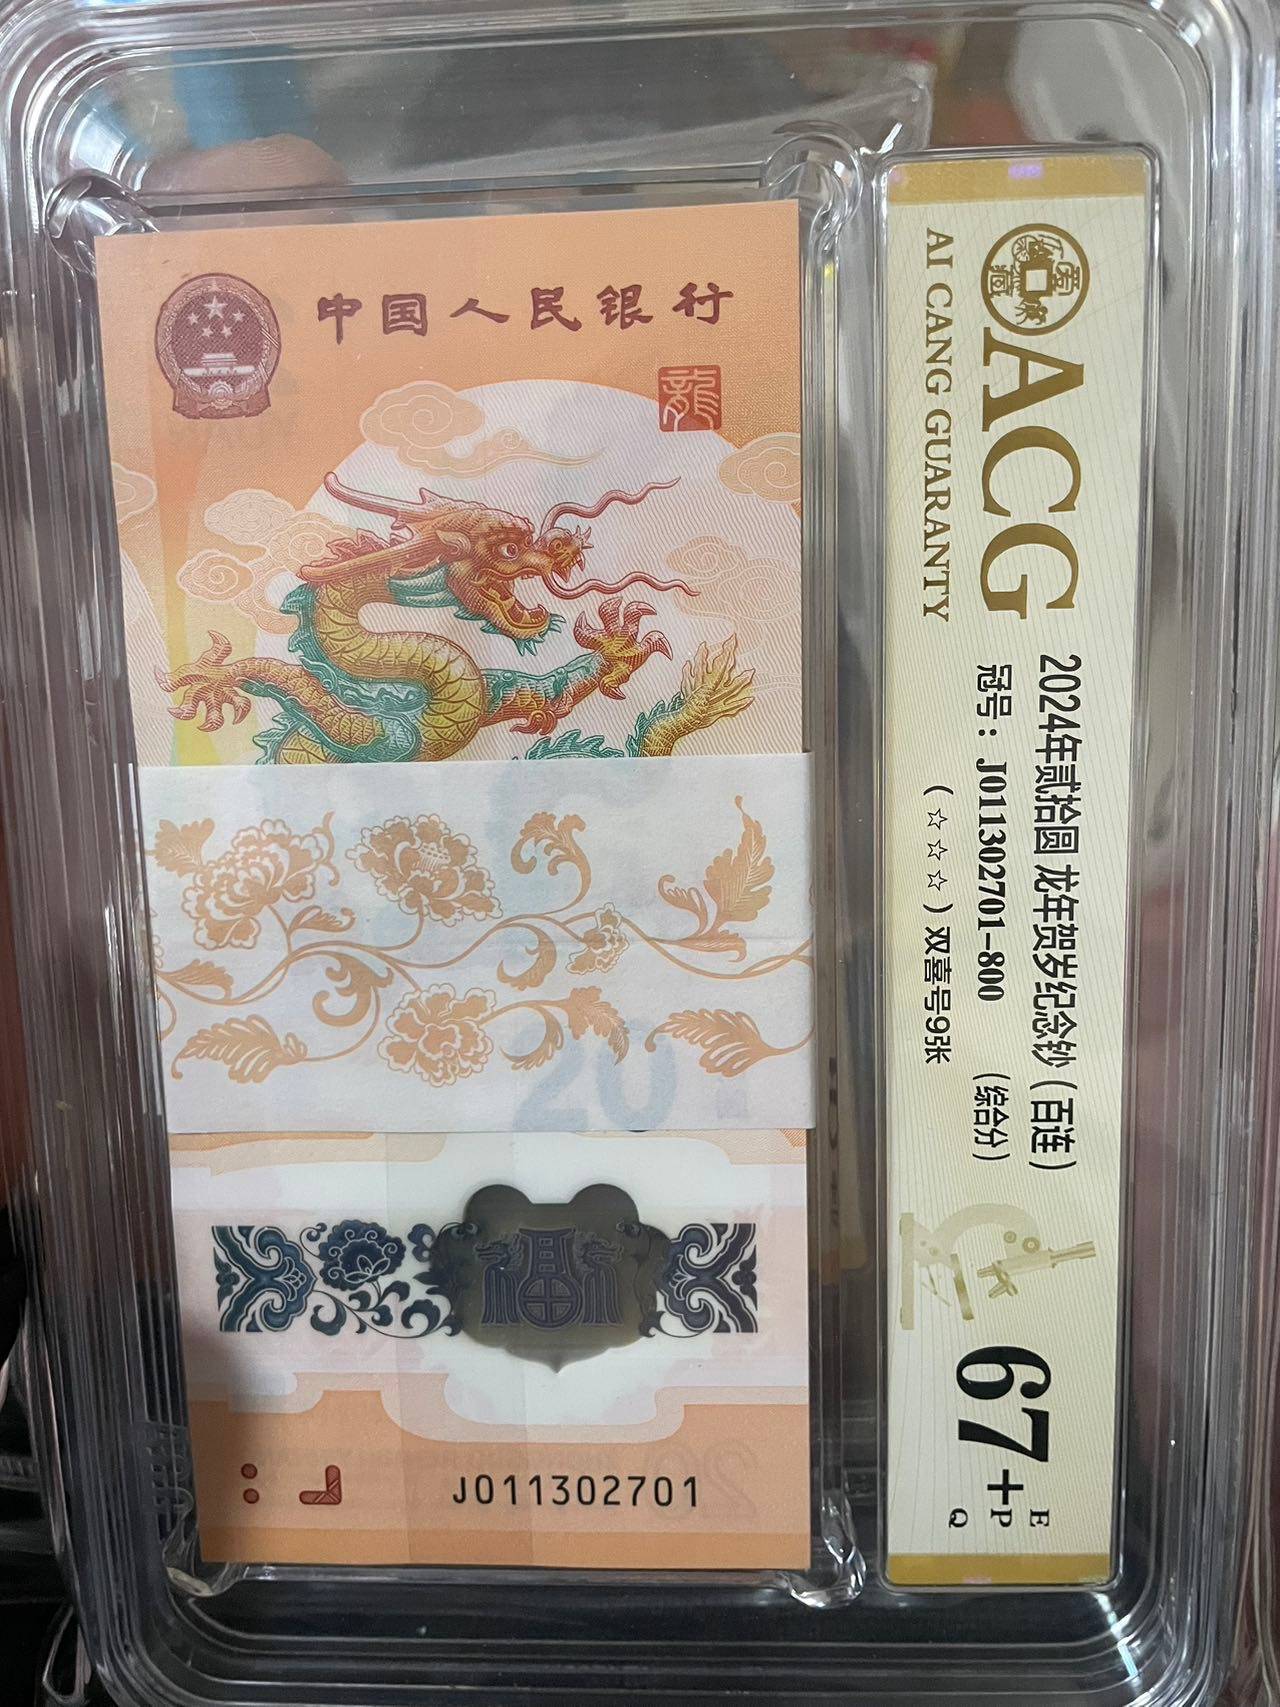 中国人民银行
龍
20
福
J011302701
ACG
AI CANG GUARANTY
2024年贰拾圆 龙年贺岁纪念钞（百连）
冠号：J011302701-800 （综合分）
（☆☆☆）双喜号9张
67+ E
P
Q